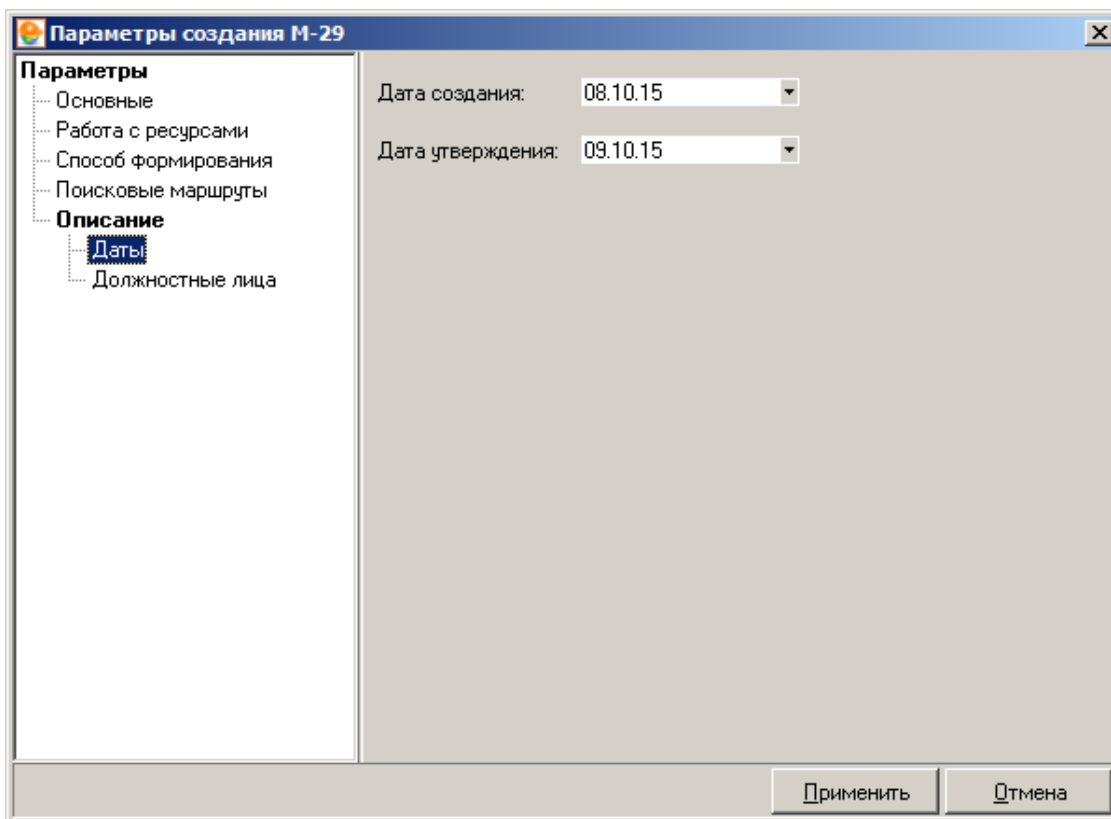 Параметры создания М-29
Параметры
Основные
Работа с ресурсами
Способ формирования
Поисковые маршруты
Описание
Даты
Должностные лица
Дата создания: 08.10.15
Дата утверждения: 09.10.15
Применить Отмена